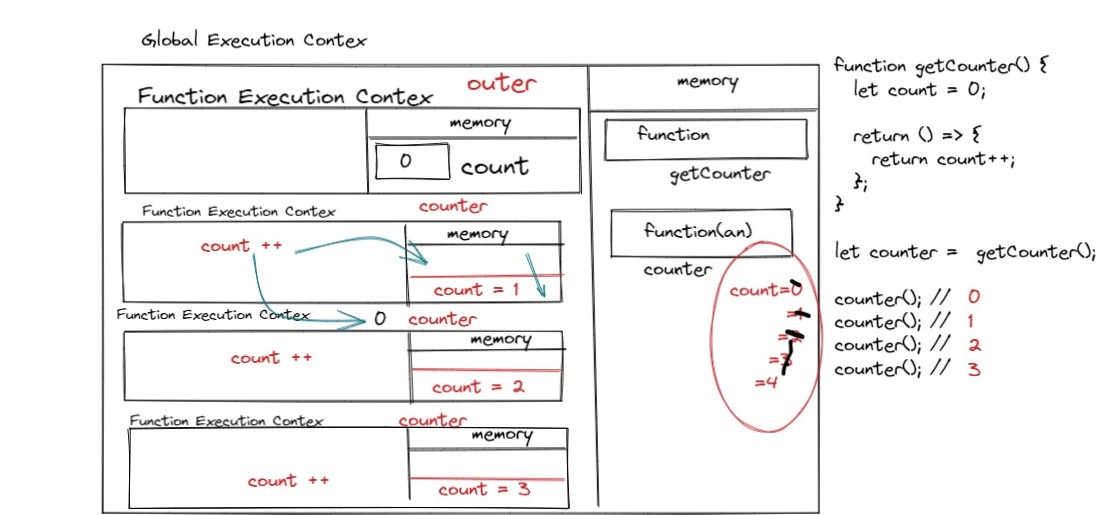 Global Execution Contex
Function Execution Contex outer
memory
0 count
Function Execution Contex counter
memory
count ++
count = 1
Function Execution Contex 0 counter
memory
count ++
count = 2
Function Execution Contex counter
memory
count ++
count = 3
memory
function
getCounter
function(an)
counter
count=0
=3
=4
function getCounter() {
let count = 0;
return () => {
return count++;
};
}
let counter = getCounter();
counter(); // 0
counter(); // 1
counter(); // 2
counter(); // 3